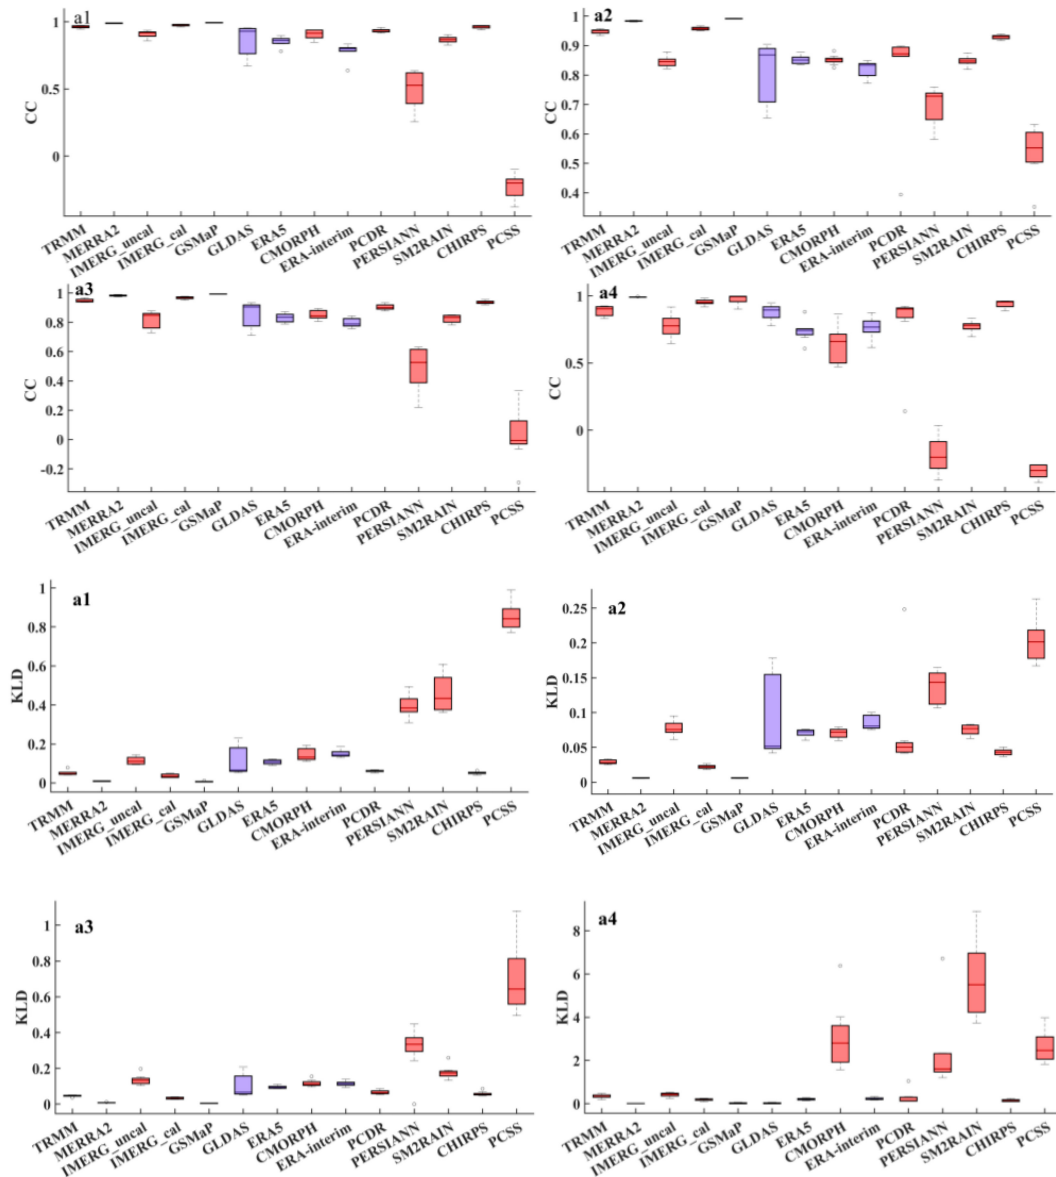 a1
1
0.5
0
CC
TRMM
MERRA2
IMERG_uncal
IMERG_cal
GSMaP
GLDAS
ERA5
CMORPH
ERA-interim
PCDR
PERSIANN
SM2RAIN
CHIRPS
PCSS
a2
1
0.9
0.8
0.7
0.6
0.5
0.4
CC
TRMM
MERRA2
IMERG_uncal
IMERG_cal
GSMaP
GLDAS
ERA5
CMORPH
ERA-interim
PCDR
PERSIANN
SM2RAIN
CHIRPS
PCSS
a3
1
0.8
0.6
0.4
0.2
0
-0.2
CC
TRMM
MERRA2
IMERG_uncal
IMERG_cal
GSMaP
GLDAS
ERA5
CMORPH
ERA-interim
PCDR
PERSIANN
SM2RAIN
CHIRPS
PCSS
a4
1
0.5
0
CC
TRMM
MERRA2
IMERG_uncal
IMERG_cal
GSMaP
GLDAS
ERA5
CMORPH
ERA-interim
PCDR
PERSIANN
SM2RAIN
CHIRPS
PCSS
a1
1
0.8
0.6
0.4
0.2
0
KLD
TRMM
MERRA2
IMERG_uncal
IMERG_cal
GSMaP
GLDAS
ERA5
CMORPH
ERA-interim
PCDR
PERSIANN
SM2RAIN
CHIRPS
PCSS
a2
0.25
0.2
0.15
0.1
0.05
0
KLD
TRMM
MERRA2
IMERG_uncal
IMERG_cal
GSMaP
GLDAS
ERA5
CMORPH
ERA-interim
PCDR
PERSIANN
SM2RAIN
CHIRPS
PCSS
a3
1
0.8
0.6
0.4
0.2
0
KLD
TRMM
MERRA2
IMERG_uncal
IMERG_cal
GSMaP
GLDAS
ERA5
CMORPH
ERA-interim
PCDR
PERSIANN
SM2RAIN
CHIRPS
PCSS
a4
8
6
4
2
0
KLD
TRMM
MERRA2
IMERG_uncal
IMERG_cal
GSMaP
GLDAS
ERA5
CMORPH
ERA-interim
PCDR
PERSIANN
SM2RAIN
CHIRPS
PCSS